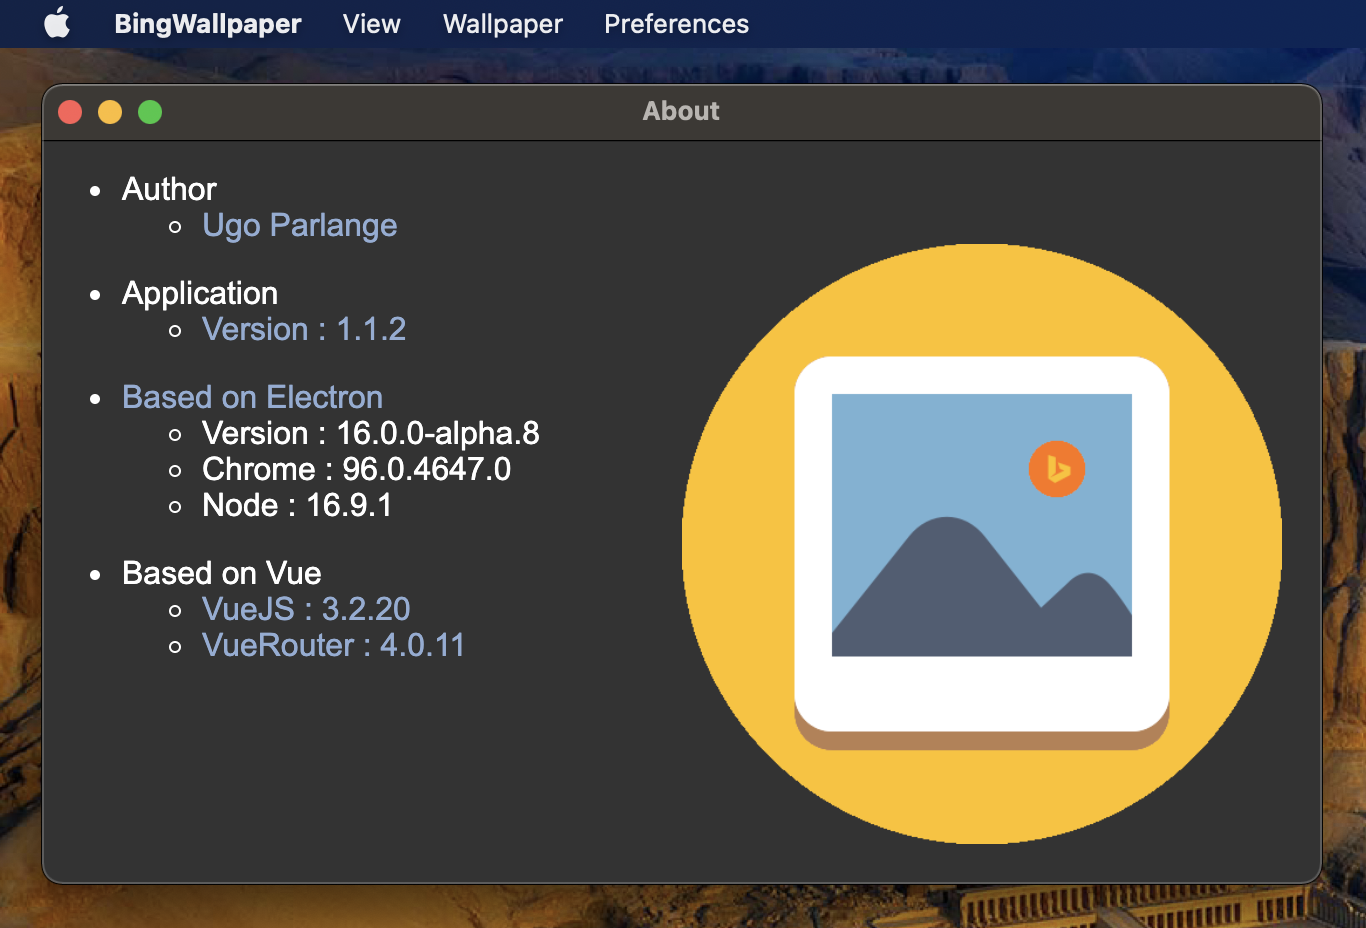 BingWallpaper View Wallpaper Preferences
About
Author
Ugo Parlange
Application
Version : 1.1.2
Based on Electron
Version : 16.0.0-alpha.8
Chrome : 96.0.4647.0
Node : 16.9.1
Based on Vue
VueJS : 3.2.20
VueRouter : 4.0.11